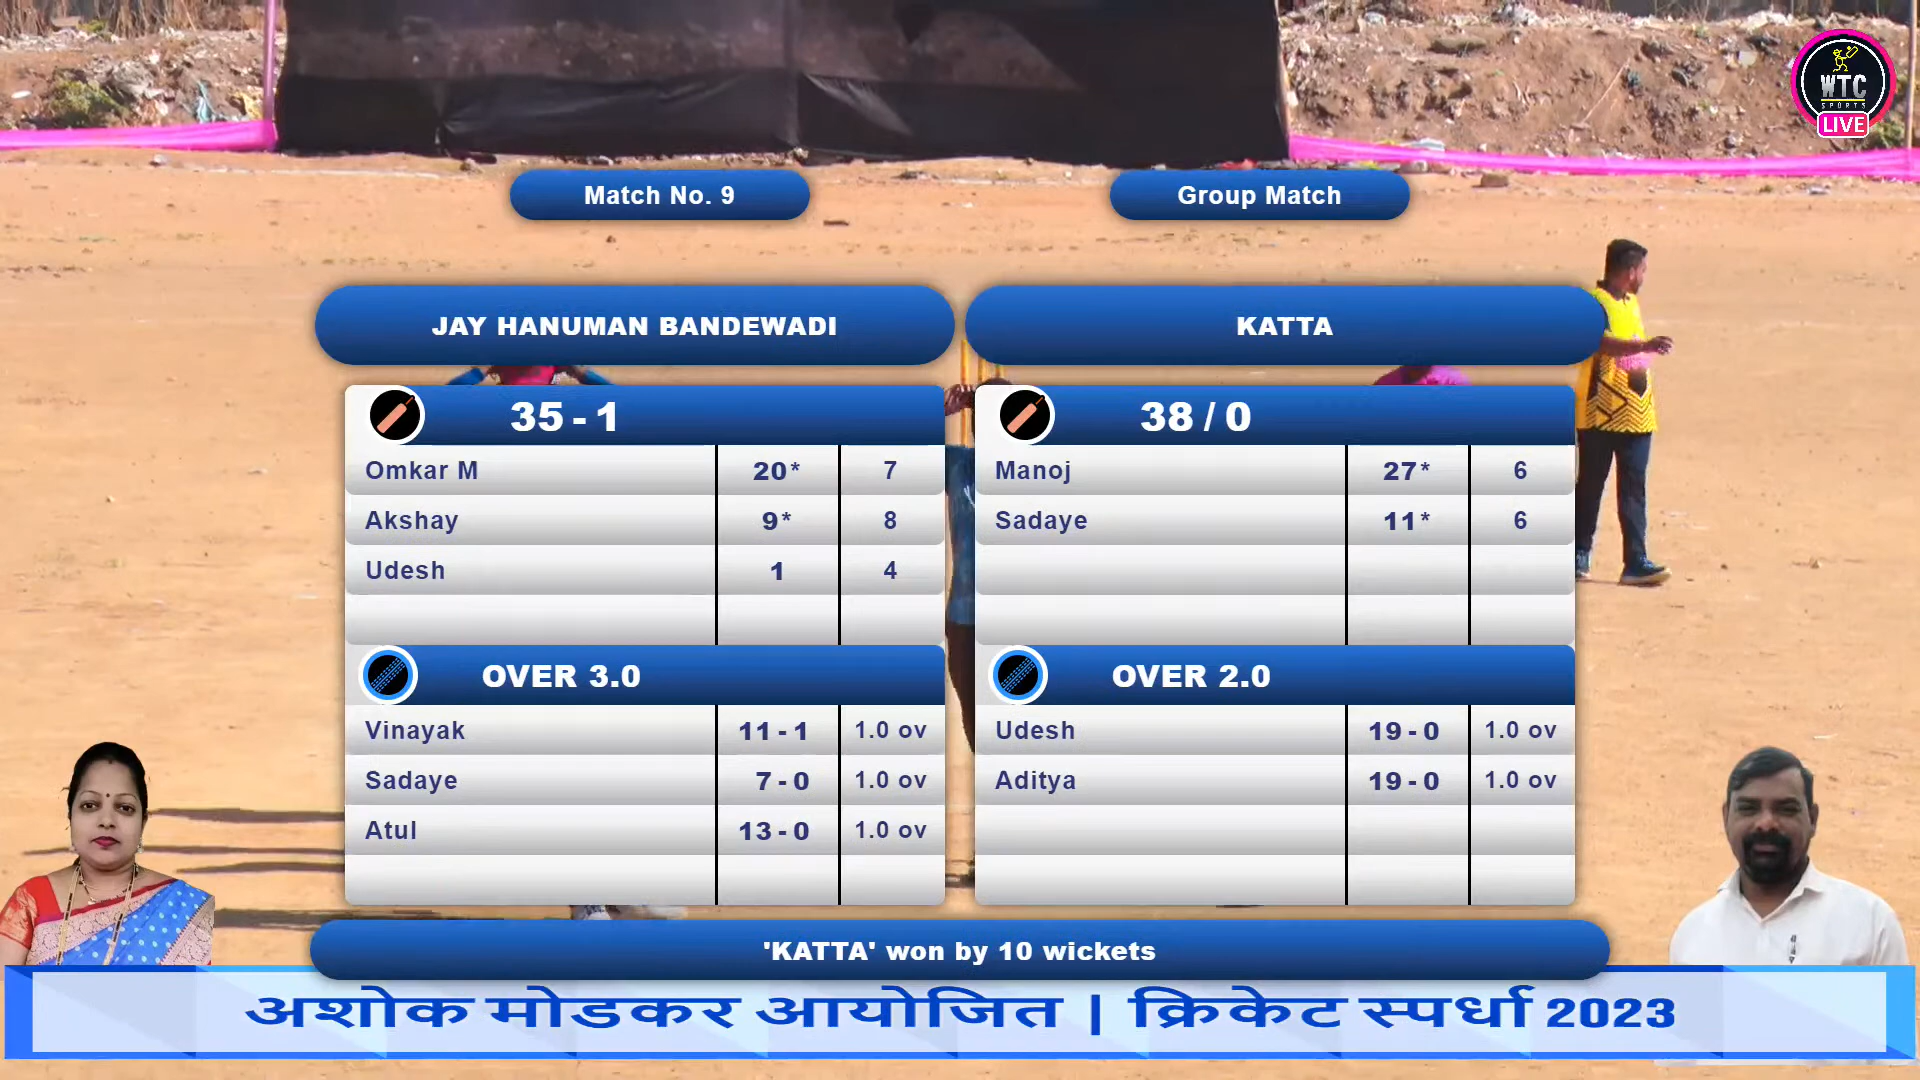 WTC
SPORTS
LIVE
Match No. 9
Group Match
JAY HANUMAN BANDEWADI
KATTA
35 - 1
Omkar M 20* 7
Akshay 9* 8
Udesh 1 4
OVER 3.0
Vinayak 11 - 1 1.0 ov
Sadaye 7 - 0 1.0 ov
Atul 13 - 0 1.0 ov
38 / 0
Manoj 27* 6
Sadaye 11* 6
OVER 2.0
Udesh 19 - 0 1.0 ov
Aditya 19 - 0 1.0 ov
'KATTA' won by 10 wickets
अशोक मोडकर आयोजित | क्रिकेट स्पर्धा 2023